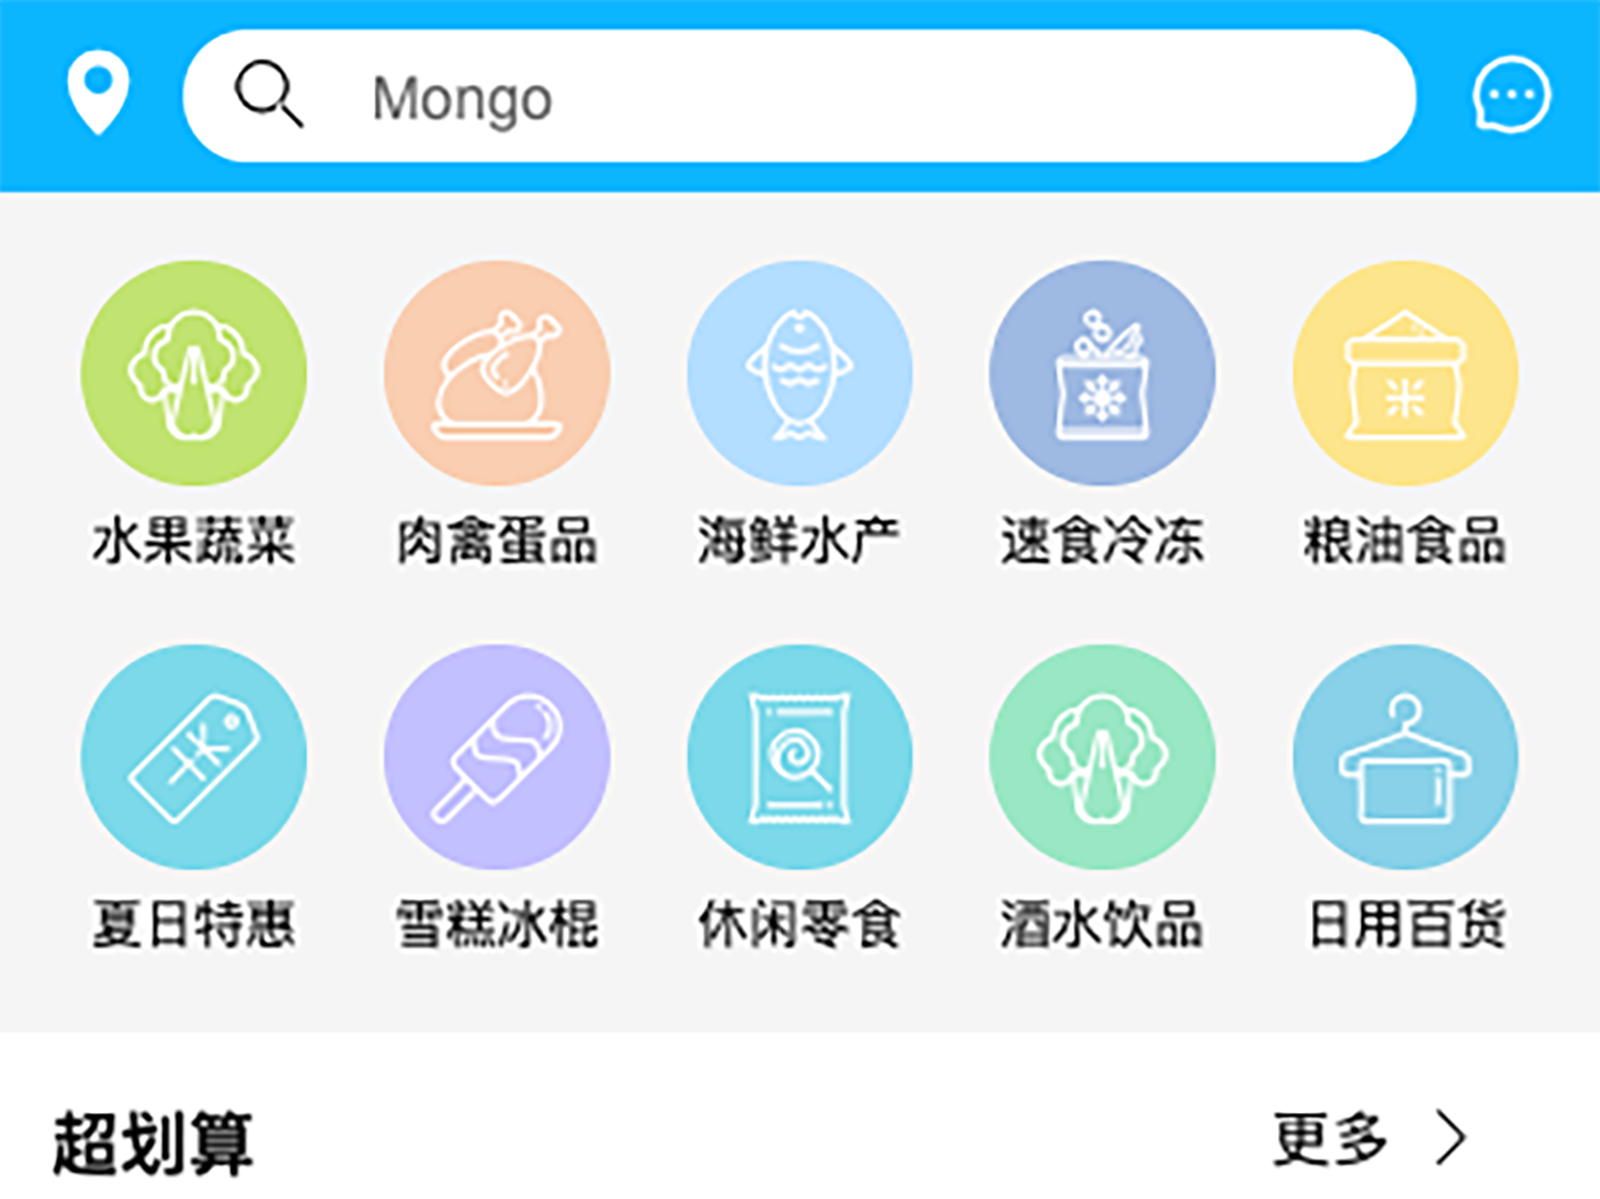 Mongo
水果蔬菜 肉禽蛋品 海鲜水产 速食冷冻 粮油食品
米
夏日特惠 雪糕冰棍 休闲零食 酒水饮品 日用百货
超划算 更多